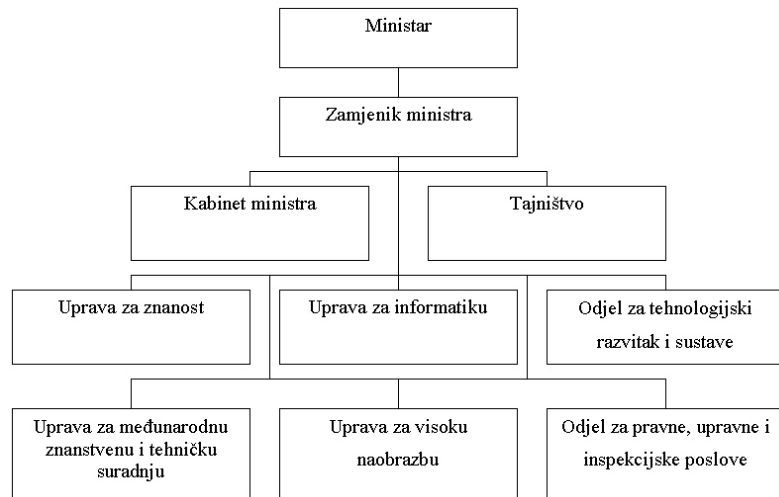 Ministar
Zamjenik ministra
Kabinet ministra
Tajništvo
Uprava za znanost
Uprava za informatiku
Odjel za tehnologijski
razvitak i sustave
Uprava za međunarodnu
znanstvenu i tehničku
suradnju
Uprava za visoku
naobrazbu
Odjel za pravne, upravne i
inspekcijske poslove